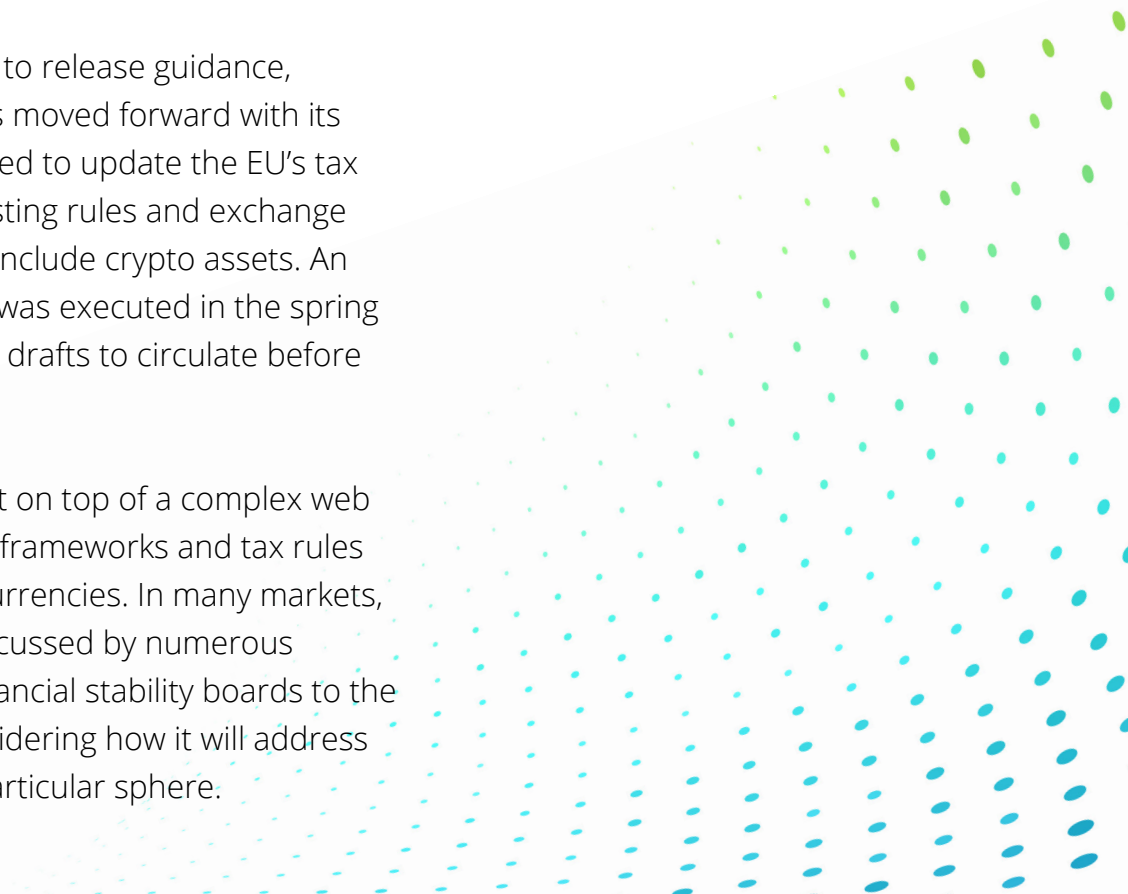 to release guidance,
moved forward with its
ed to update the EU’s tax
sting rules and exchange
nclude crypto assets. An
was executed in the spring
drafts to circulate before
t on top of a complex web
frameworks and tax rules
urrencies. In many markets,
cussed by numerous
ancial stability boards to the
idering how it will address
articular sphere.